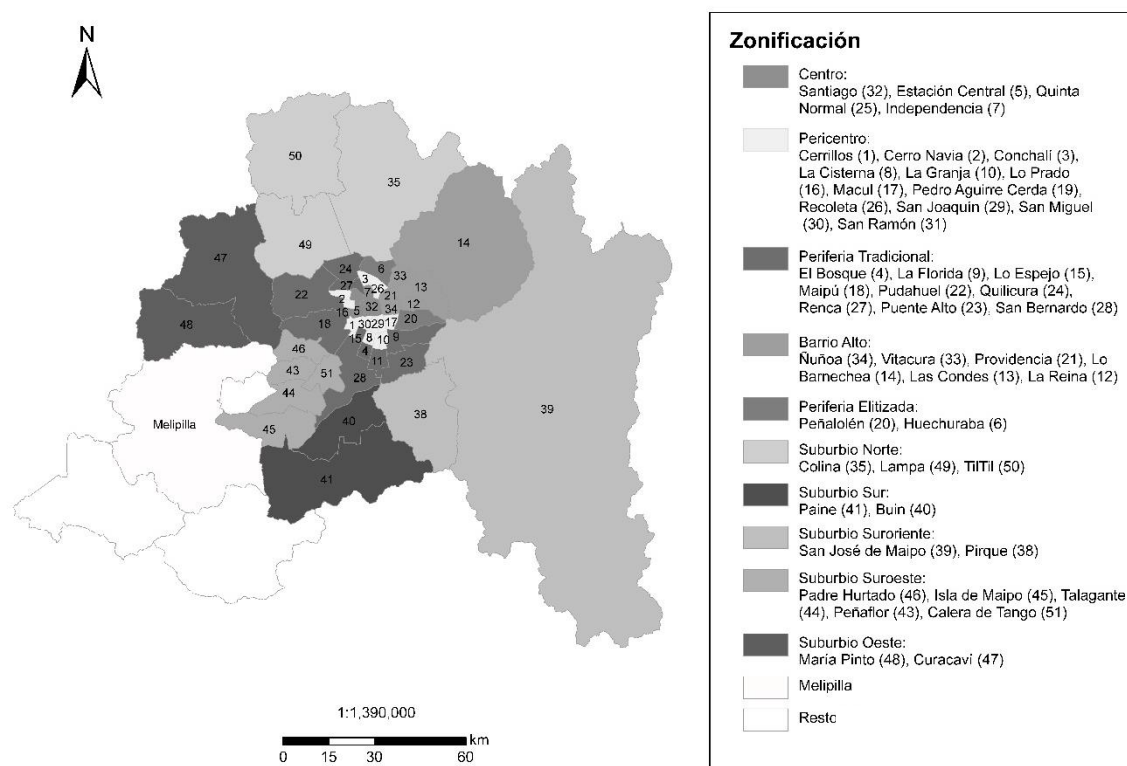 N
50
35
49
47
14
24
6
33
3
27
26
13
22
7
21
2
32
12
16
5
34
20
48
18
1
30
29
17
15
8
10
9
46
4
11
23
43
51
28
44
38
39
Melipilla
45
40
41
1:1,390,000
km
0 15 30 60
Zonificación
Centro:
Santiago (32), Estación Central (5), Quinta
Normal (25), Independencia (7)
Pericentro:
Cerrillos (1), Cerro Navia (2), Conchalí (3),
La Cisterna (8), La Granja (10), Lo Prado
(16), Macul (17), Pedro Aguirre Cerda (19),
Recoleta (26), San Joaquin (29), San Miguel
(30), San Ramón (31)
Periferia Tradicional:
El Bosque (4), La Florida (9), Lo Espejo (15),
Maipú (18), Pudahuel (22), Quilicura (24),
Renca (27), Puente Alto (23), San Bernardo (28)
Barrio Alto:
Ñuñoa (34), Vitacura (33), Providencia (21), Lo
Barnechea (14), Las Condes (13), La Reina (12)
Periferia Elitizada:
Peñalolén (20), Huechuraba (6)
Suburbio Norte:
Colina (35), Lampa (49), TilTil (50)
Suburbio Sur:
Paine (41), Buin (40)
Suburbio Suroriente:
San José de Maipo (39), Pirque (38)
Suburbio Suroeste:
Padre Hurtado (46), Isla de Maipo (45), Talagante
(44), Peñaflor (43), Calera de Tango (51)
Suburbio Oeste:
María Pinto (48), Curacaví (47)
Melipilla
Resto